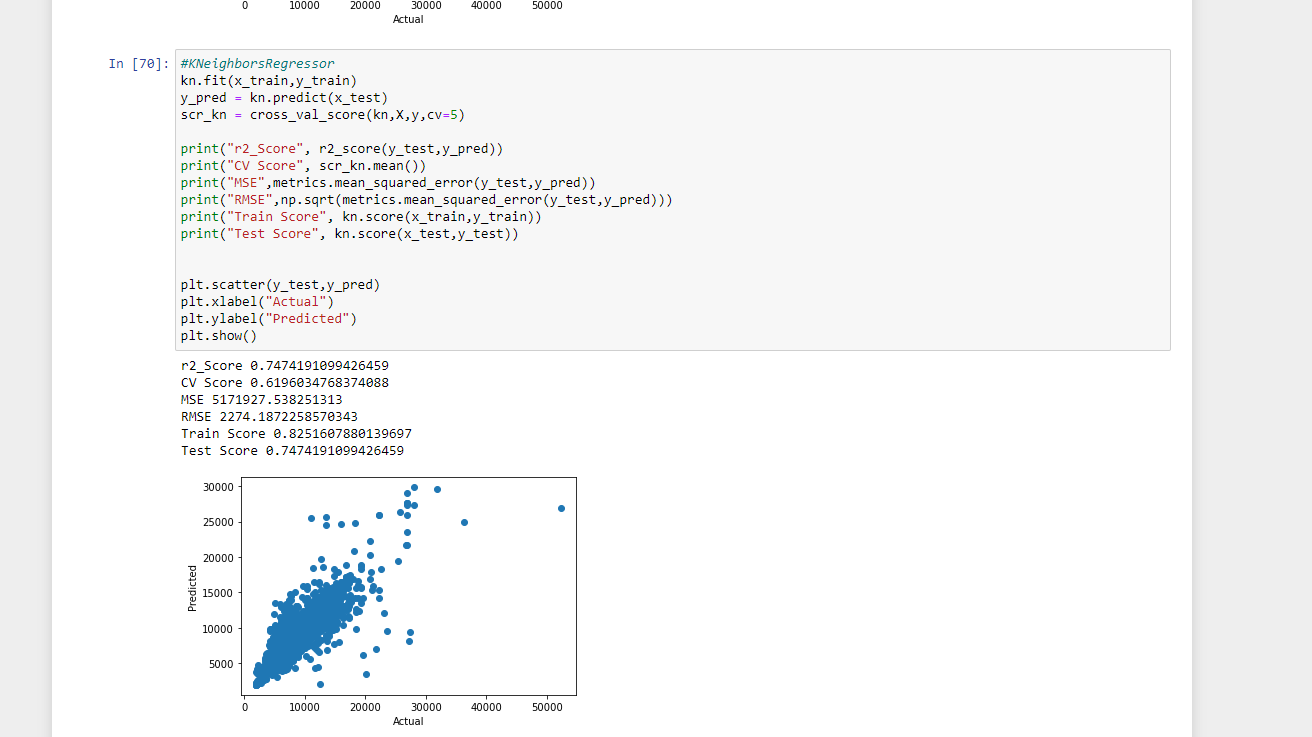 0 10000 20000 30000 40000 50000
Actual
In [70]:
#KNeighborsRegressor
kn.fit(x_train,y_train)
y_pred = kn.predict(x_test)
scr_kn = cross_val_score(kn,X,y,cv=5)
print("r2_Score", r2_score(y_test,y_pred))
print("CV Score", scr_kn.mean())
print("MSE",metrics.mean_squared_error(y_test,y_pred))
print("RMSE",np.sqrt(metrics.mean_squared_error(y_test,y_pred)))
print("Train Score", kn.score(x_train,y_train))
print("Test Score", kn.score(x_test,y_test))
plt.scatter(y_test,y_pred)
plt.xlabel("Actual")
plt.ylabel("Predicted")
plt.show()
r2_Score 0.7474191099426459
CV Score 0.6196034768374088
MSE 5171927.538251313
RMSE 2274.1872258570343
Train Score 0.8251607880139697
Test Score 0.7474191099426459
30000
25000
20000
15000
10000
5000
Predicted
0 10000 20000 30000 40000 50000
Actual